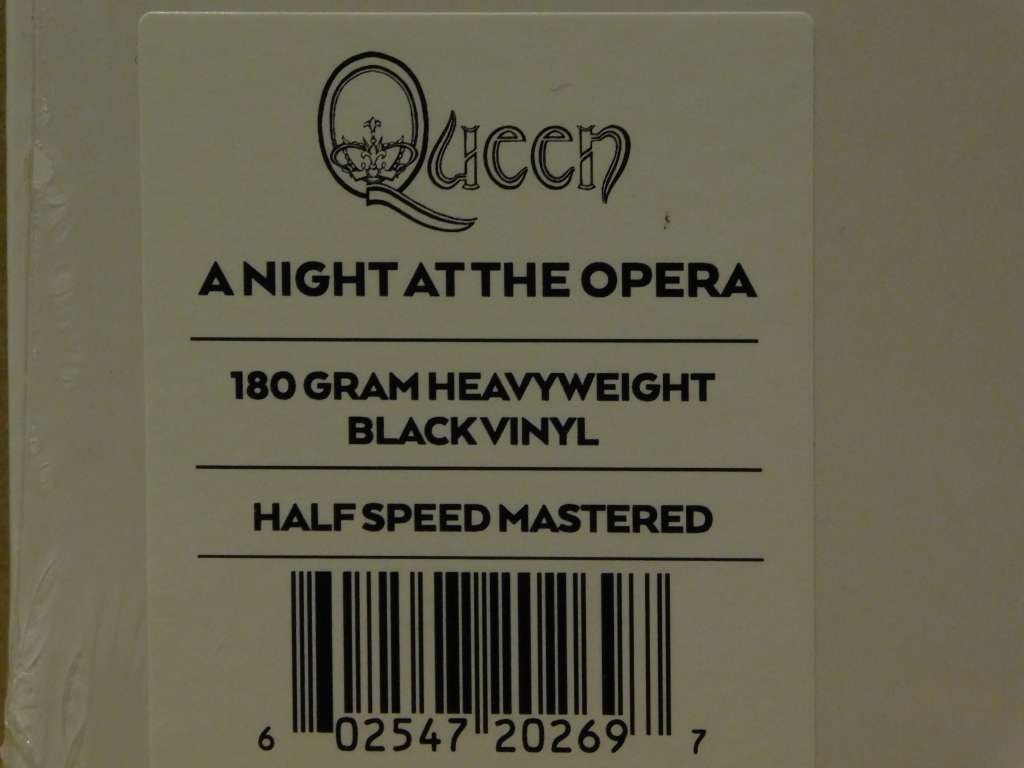 Queen
A NIGHT AT THE OPERA
180 GRAM HEAVYWEIGHT
BLACK VINYL
HALF SPEED MASTERED
6 02547 20269 7